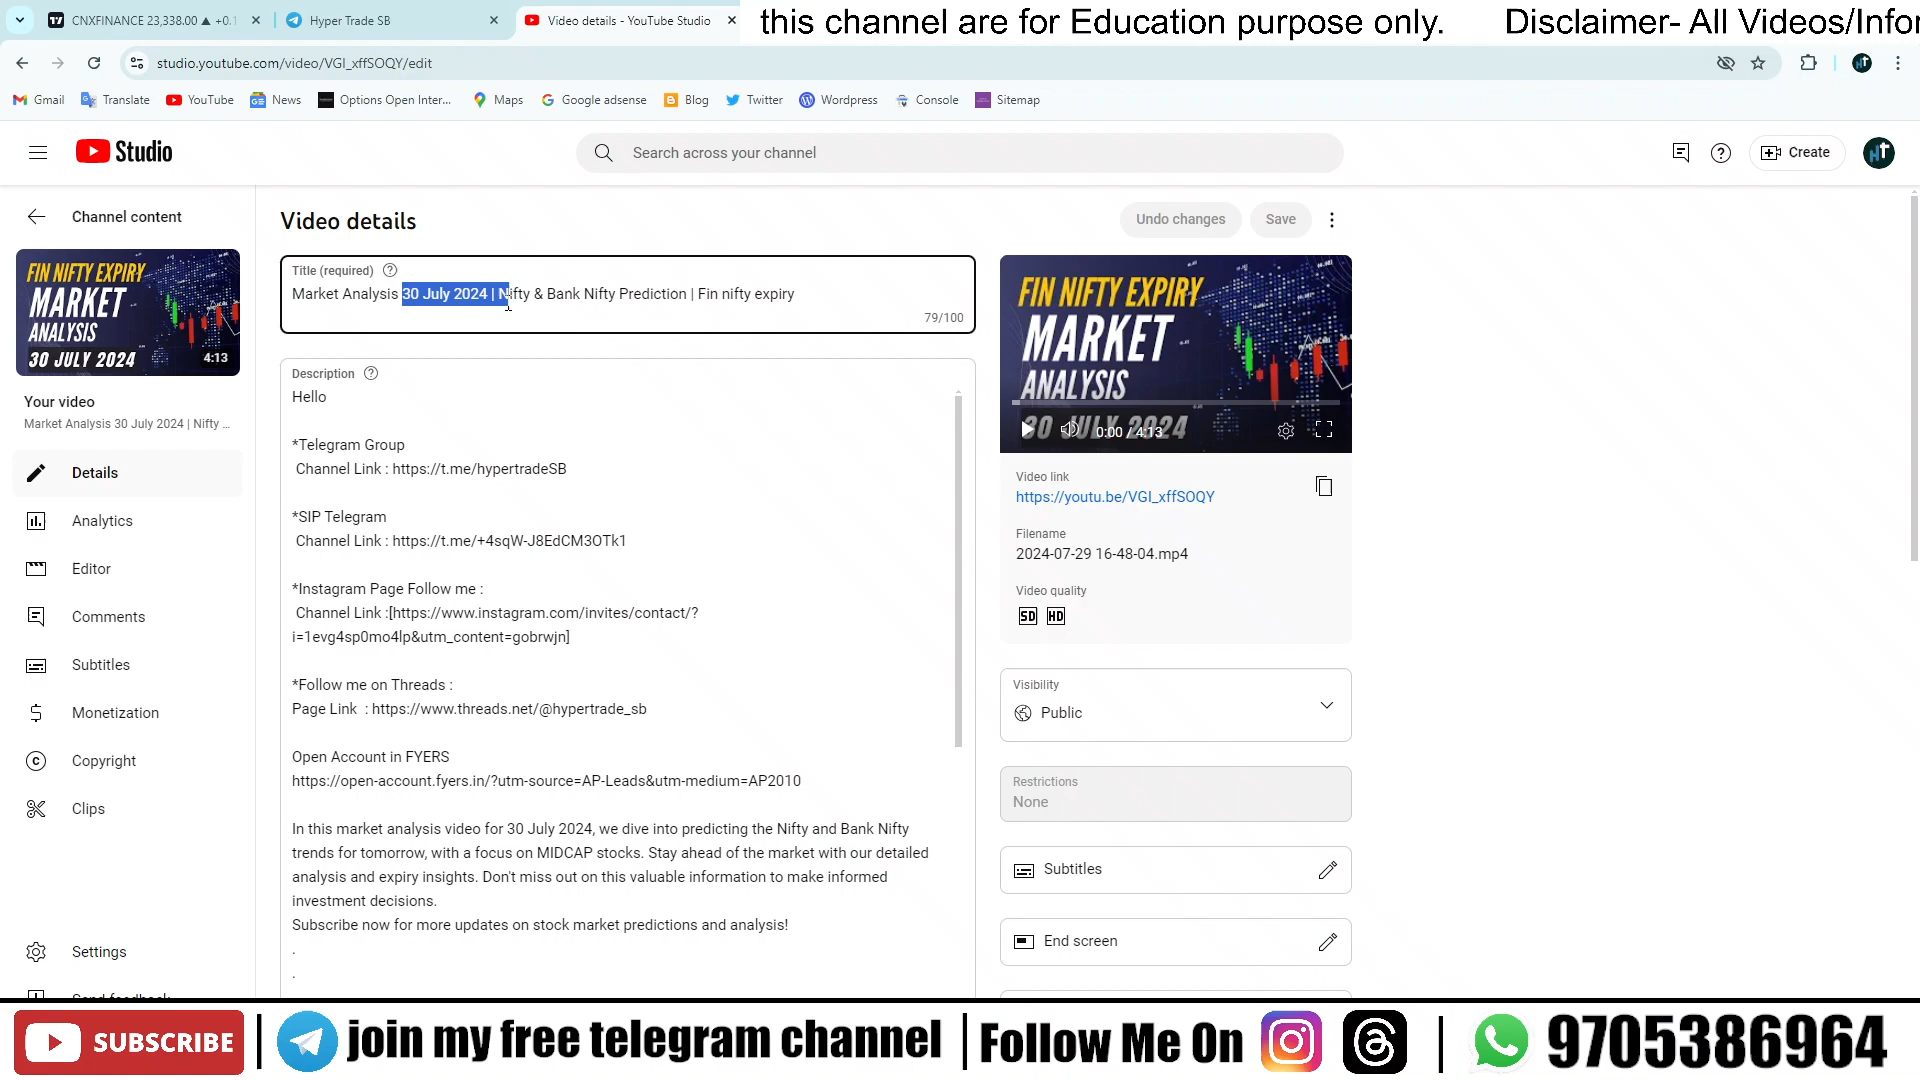 CNXFINANCE 23,338.00 ▲ +0.1
Hyper Trade SB
Video details - YouTube Studio
this channel are for Education purpose only.
Disclaimer- All Videos/Infor
studio.youtube.com/video/VGI_xffSOQY/edit
Gmail
Translate
YouTube
News
Options Open Inter...
Maps
Google adsense
Blog
Twitter
Wordpress
Console
Sitemap
Studio
Search across your channel
Create
Channel content
FIN NIFTY EXPIRY
MARKET
ANALYSIS
30 JULY 2024
4:13
Your video
Market Analysis 30 July 2024 | Nifty ...
Details
Analytics
Editor
Comments
Subtitles
Monetization
Copyright
Clips
Settings
Send feedback
Video details
Undo changes
Save
Title (required)
Market Analysis 30 July 2024 | Nifty & Bank Nifty Prediction | Fin nifty expiry
79/100
Description
Hello
*Telegram Group
Channel Link : https://t.me/hypertradeSB
*SIP Telegram
Channel Link : https://t.me/+4sqW-J8EdCM3OTk1
*Instagram Page Follow me :
Channel Link :[https://www.instagram.com/invites/contact/?
i=1evg4sp0mo4lp&utm_content=gobrwjn]
*Follow me on Threads :
Page Link  : https://www.threads.net/@hypertrade_sb
Open Account in FYERS
https://open-account.fyers.in/?utm-source=AP-Leads&utm-medium=AP2010
In this market analysis video for 30 July 2024, we dive into predicting the Nifty and Bank Nifty
trends for tomorrow, with a focus on MIDCAP stocks. Stay ahead of the market with our detailed
analysis and expiry insights. Don't miss out on this valuable information to make informed
investment decisions.
Subscribe now for more updates on stock market predictions and analysis!
.
.
FIN NIFTY EXPIRY
MARKET
ANALYSIS
30 JULY 2024
0:00 / 4:13
Video link
https://youtu.be/VGI_xffSOQY
Filename
2024-07-29 16-48-04.mp4
Video quality
SD HD
Visibility
Public
Restrictions
None
Subtitles
End screen
SUBSCRIBE
join my free telegram channel
Follow Me On
9705386964